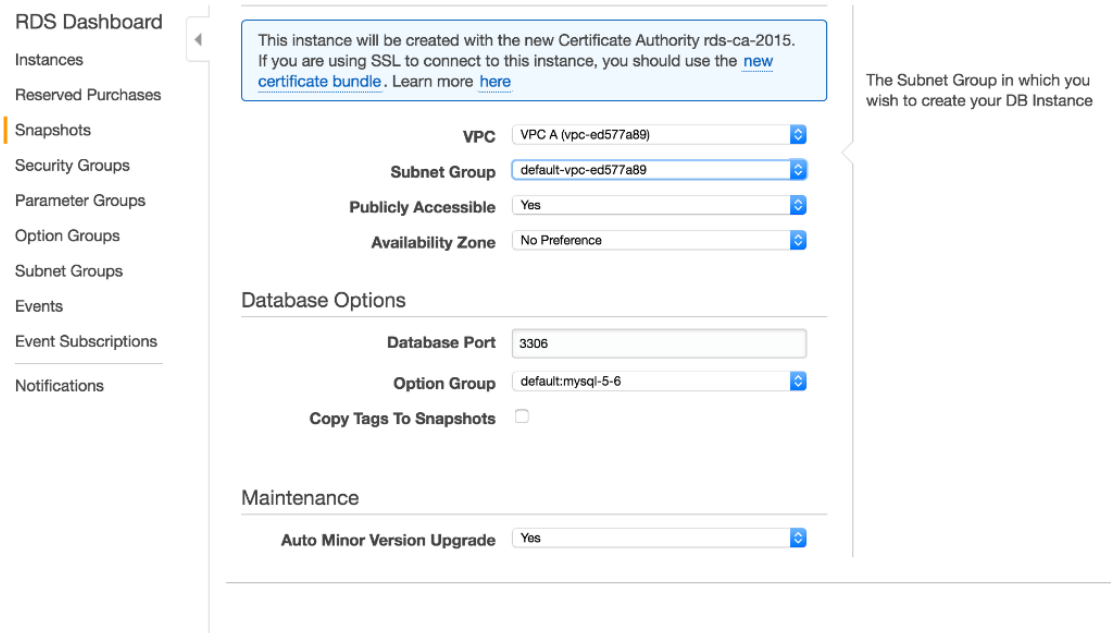 RDS Dashboard
Instances
Reserved Purchases
Snapshots
Security Groups
Parameter Groups
Option Groups
Subnet Groups
Events
Event Subscriptions
Notifications
This instance will be created with the new Certificate Authority rds-ca-2015.
If you are using SSL to connect to this instance, you should use the new
certificate bundle. Learn more here
VPC VPC A (vpc-ed577a89)
Subnet Group default-vpc-ed577a89
Publicly Accessible Yes
Availability Zone No Preference
Database Options
Database Port 3306
Option Group default:mysql-5-6
Copy Tags To Snapshots
Maintenance
Auto Minor Version Upgrade Yes
The Subnet Group in which you
wish to create your DB Instance